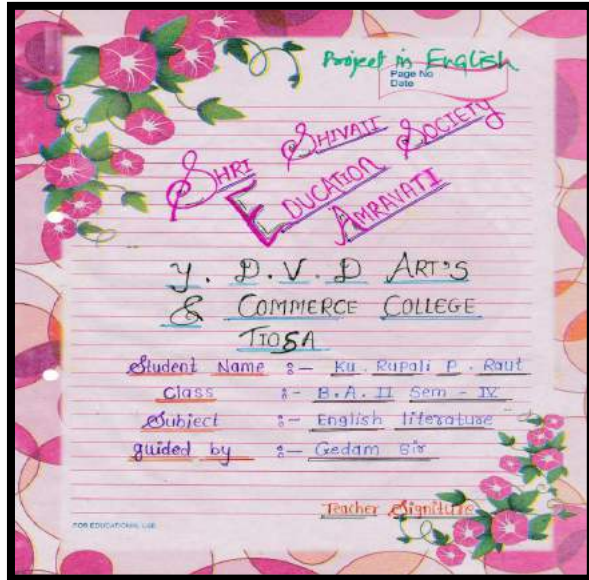 Project in English
Page No
Date
SHRI SHIVAJI SOCIETY
EDUCATION
AMRAVATI
Y. D. V. D ART'S
& COMMERCE COLLEGE
TIOSA
Student Name :- Ku. Rupali P. Raut
Class :- B.A. II Sem - IV
Subject :- English literature
guided by :- Gedam Sir
Teacher Signiture
FOR EDUCATIONAL USE